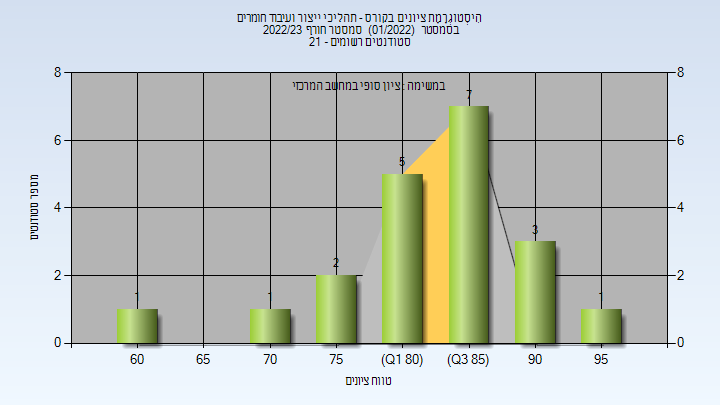 היסטוגרמת ציונים בקורס - תהליכי ייצור ועיבוד חומרים
בסמסטר (01/2022) סמסטר חורף 2022/23
סטודנטים רשומים - 21
במשימה : ציון סופי במחשב המרכזי
8
6
4
2
0
8
6
4
2
0
מספר סטודנטים
1
1
2
5
7
3
1
60
65
70
75
(Q1 80)
(Q3 85)
90
95
טווח ציונים